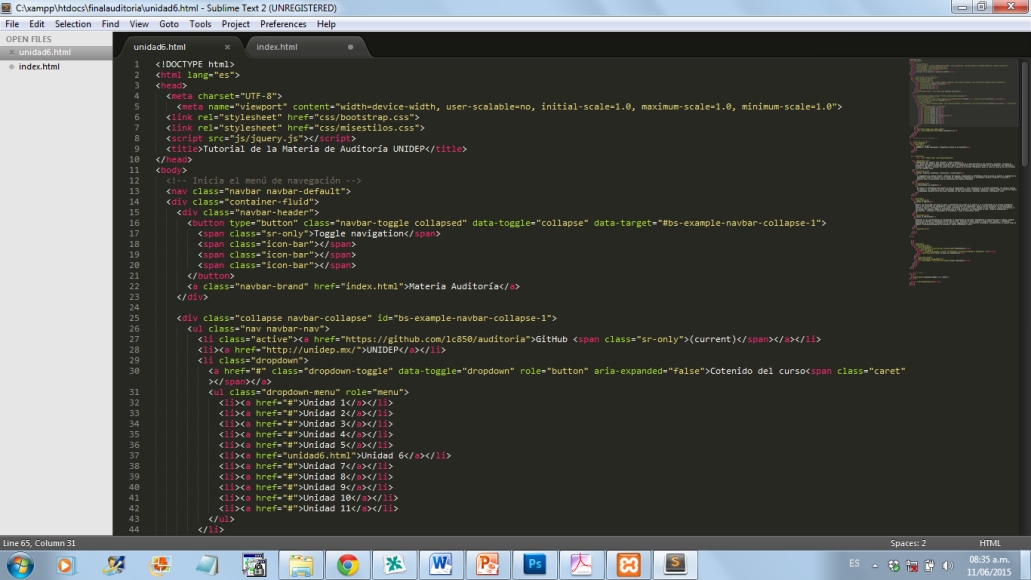 C:\xampp\htdocs\finalauditoria\unidad6.html - Sublime Text 2 (UNREGISTERED)
File Edit Selection Find View Goto Tools Project Preferences Help
OPEN FILES
unidad6.html
index.html
unidad6.html
index.html
1 <!DOCTYPE html>
2 <html lang="es">
3 <head>
4 <meta charset="UTF-8">
5 <meta name="viewport" content="width=device-width, user-scalable=no, initial-scale=1.0, maximum-scale=1.0, minimum-scale=1.0">
6 <link rel="stylesheet" href="css/bootstrap.css">
7 <link rel="stylesheet" href="css/misestilos.css">
8 <script src="js/jquery.js"></script>
9 <title>Tutorial de la Materia de Auditoría UNIDEP</title>
10 </head>
11 <body>
12 <!-- Inicia el menú de navegación -->
13 <nav class="navbar navbar-default">
14 <div class="container-fluid">
15 <div class="navbar-header">
16 <button type="button" class="navbar-toggle collapsed" data-toggle="collapse" data-target="#bs-example-navbar-collapse-1">
17 <span class="sr-only">Toggle navigation</span>
18 <span class="icon-bar"></span>
19 <span class="icon-bar"></span>
20 <span class="icon-bar"></span>
21 </button>
22 <a class="navbar-brand" href="index.html">Materia Auditoría</a>
23 </div>
24
25 <div class="collapse navbar-collapse" id="bs-example-navbar-collapse-1">
26 <ul class="nav navbar-nav">
27 <li class="active"><a href="https://github.com/lc850/auditoria">GitHub <span class="sr-only">(current)</span></a></li>
28 <li><a href="http://unidep.mx/">UNIDEP</a></li>
29 <li class="dropdown">
30 <a href="#" class="dropdown-toggle" data-toggle="dropdown" role="button" aria-expanded="false">Cotenido del curso<span class="caret"
></span></a>
31 <ul class="dropdown-menu" role="menu">
32 <li><a href="#">Unidad 1</a></li>
33 <li><a href="#">Unidad 2</a></li>
34 <li><a href="#">Unidad 3</a></li>
35 <li><a href="#">Unidad 4</a></li>
36 <li><a href="#">Unidad 5</a></li>
37 <li><a href="unidad6.html">Unidad 6</a></li>
38 <li><a href="#">Unidad 7</a></li>
39 <li><a href="#">Unidad 8</a></li>
40 <li><a href="#">Unidad 9</a></li>
41 <li><a href="#">Unidad 10</a></li>
42 <li><a href="#">Unidad 11</a></li>
43 </ul>
44 </li>
Line 65, Column 31
Spaces: 2
HTML
ES
08:35 a.m.
11/06/2015